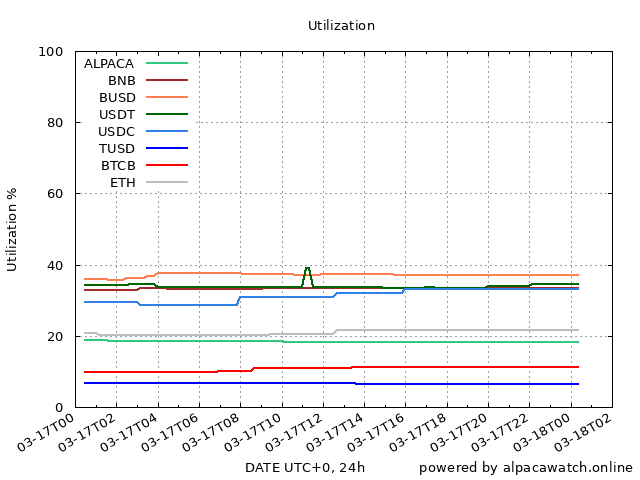 Utilization
100
80
60
40
20
0
Utilization %
ALPACA
BNB
BUSD
USDT
USDC
TUSD
BTCB
ETH
03-17T00
03-17T02
03-17T04
03-17T06
03-17T08
03-17T10
03-17T12
03-17T14
03-17T16
03-17T18
03-17T20
03-17T22
03-18T00
03-18T02
DATE UTC+0, 24h
powered by alpacawatch.online